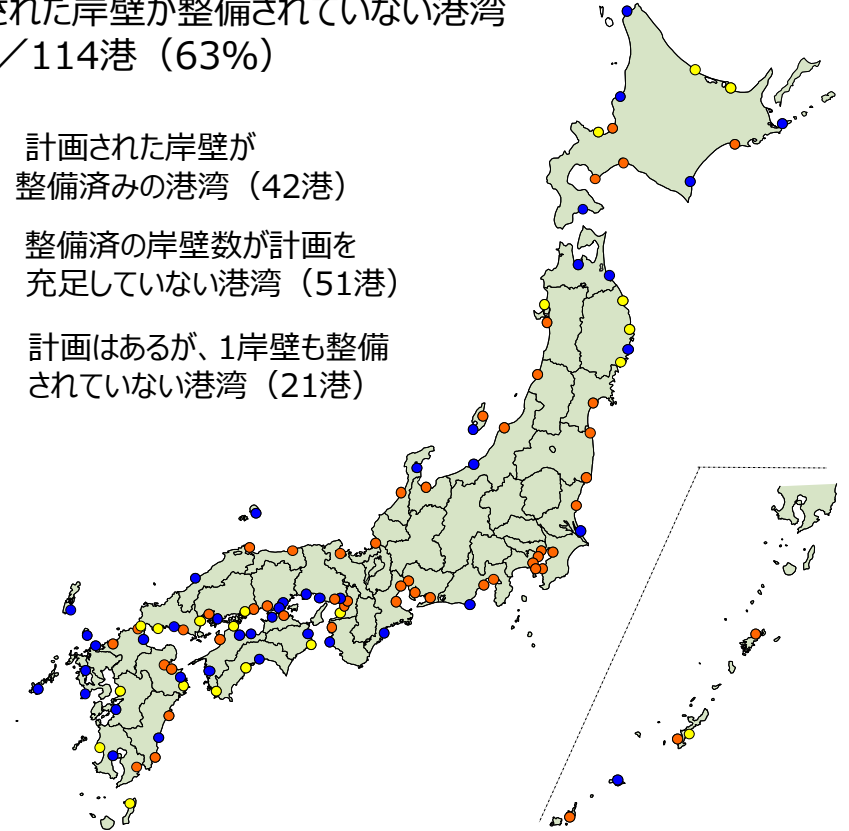 された岸壁が整備されていない港湾
／114港（63%）
計画された岸壁が
整備済みの港湾（42港）
整備済の岸壁数が計画を
充足していない港湾（51港）
計画はあるが、1岸壁も整備
されていない港湾（21港）